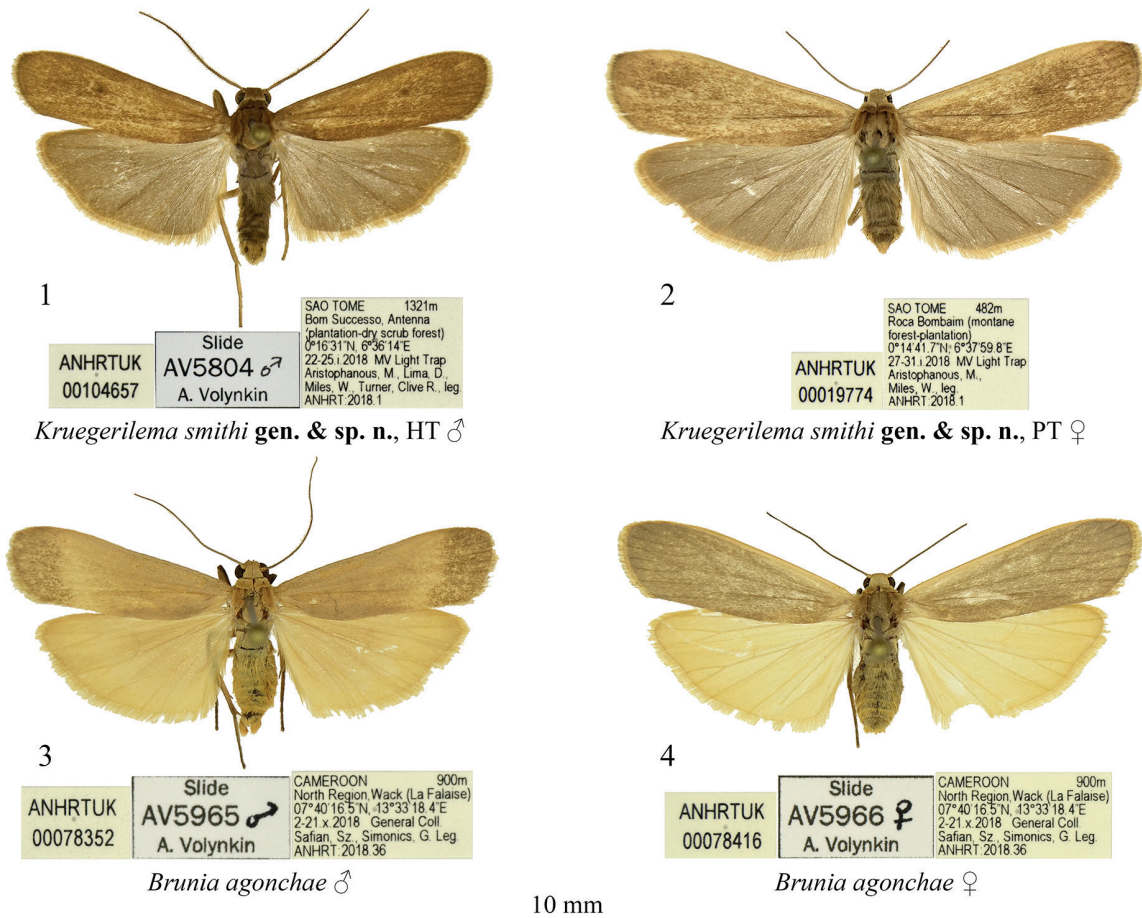 1
ANHRTUK
00104657
Slide
AV5804 ♂
A. Volynkin
SAO TOME 1321m
Bom Successo, Antenna
(plantation-dry scrub forest)
0°16'31"N, 6°36'14"E
22-25.i.2018 MV Light Trap
Aristophanous, M., Lima, D.,
Miles, W., Turner, Clive R., leg.
ANHRT:2018.1
Kruegerilema smithi gen. & sp. n., HT ♂
2
ANHRTUK
00019774
SAO TOME 482m
Roca Bombaim (montane
forest-plantation)
0°14'41.7"N, 6°37'59.8"E
27-31.i.2018 MV Light Trap
Aristophanous, M.,
Miles, W., leg.
ANHRT:2018.1
Kruegerilema smithi gen. & sp. n., PT ♀
3
ANHRTUK
00078352
Slide
AV5965 ♂
A. Volynkin
CAMEROON 900m
North Region, Wack (La Falaise)
07°40'16.5"N, 13°33'18.4"E
2-21.x.2018 General Coll.
Safian, Sz., Simonics, G. Leg.
ANHRT:2018.36
Brunia agonchae ♂
4
ANHRTUK
00078416
Slide
AV5966 ♀
A. Volynkin
CAMEROON 900m
North Region, Wack (La Falaise)
07°40'16.5"N, 13°33'18.4"E
2-21.x.2018 General Coll.
Safian, Sz., Simonics, G. Leg.
ANHRT:2018.36
Brunia agonchae ♀
10 mm